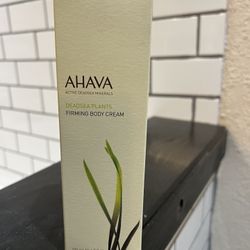 AHAVA
ACTIVE DEADSEA MINERALS
DEADSEA PLANTS
FIRMING BODY CREAM